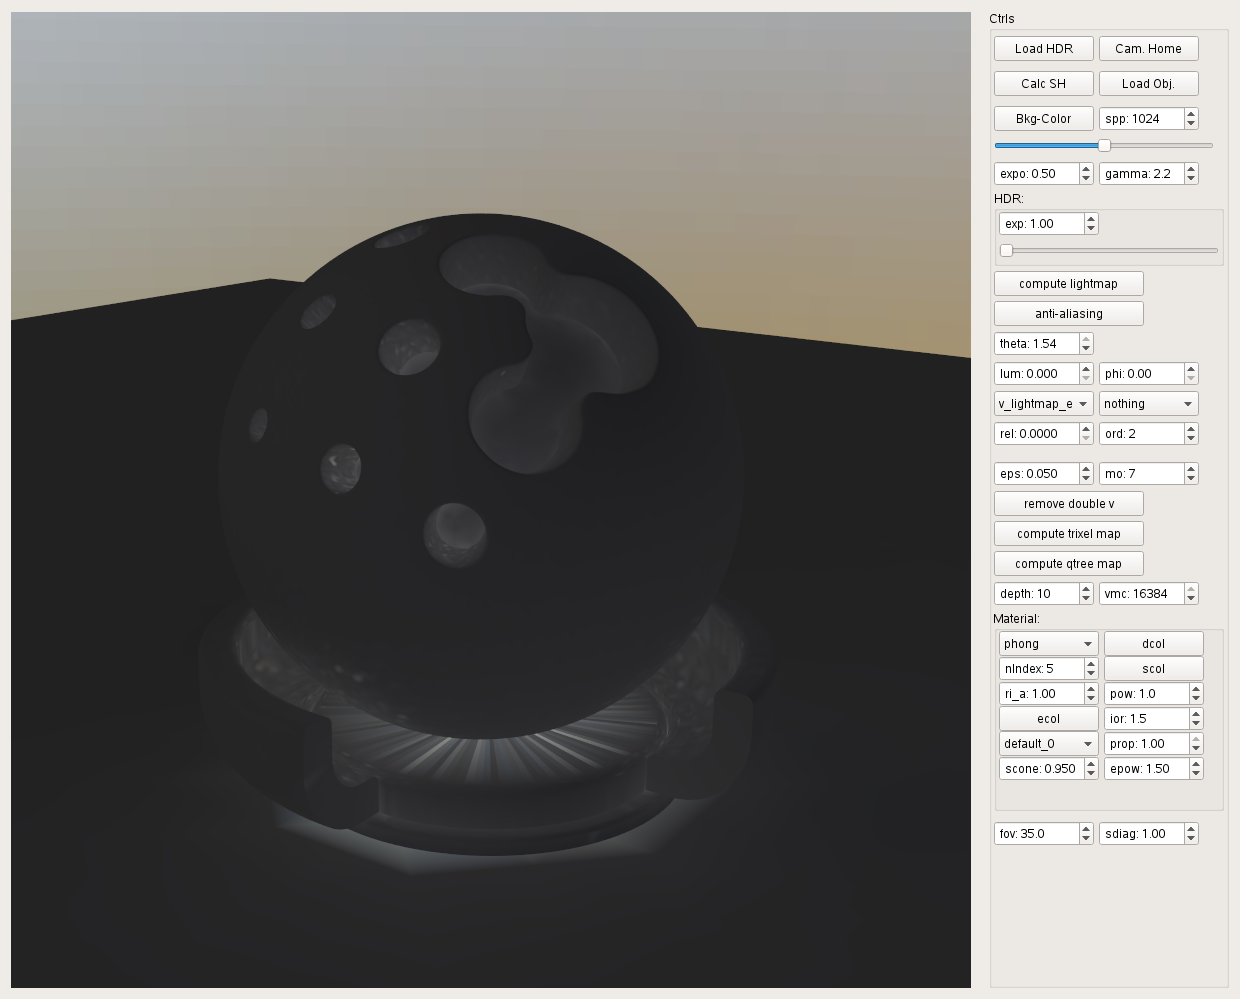 Ctrls
Load HDR Cam. Home
Calc SH Load Obj.
Bkg-Color spp: 1024
expo: 0.50 gamma: 2.2
HDR:
exp: 1.00
compute lightmap
anti-aliasing
theta: 1.54
lum: 0.000 phi: 0.00
v_lightmap_e nothing
rel: 0.0000 ord: 2
eps: 0.050 mo: 7
remove double v
compute trixel map
compute qtree map
depth: 10 vmc: 16384
Material:
phong dcol
nIndex: 5 scol
ri_a: 1.00 pow: 1.0
ecol ior: 1.5
default_0 prop: 1.00
scone: 0.950 epow: 1.50
fov: 35.0 sdiag: 1.00